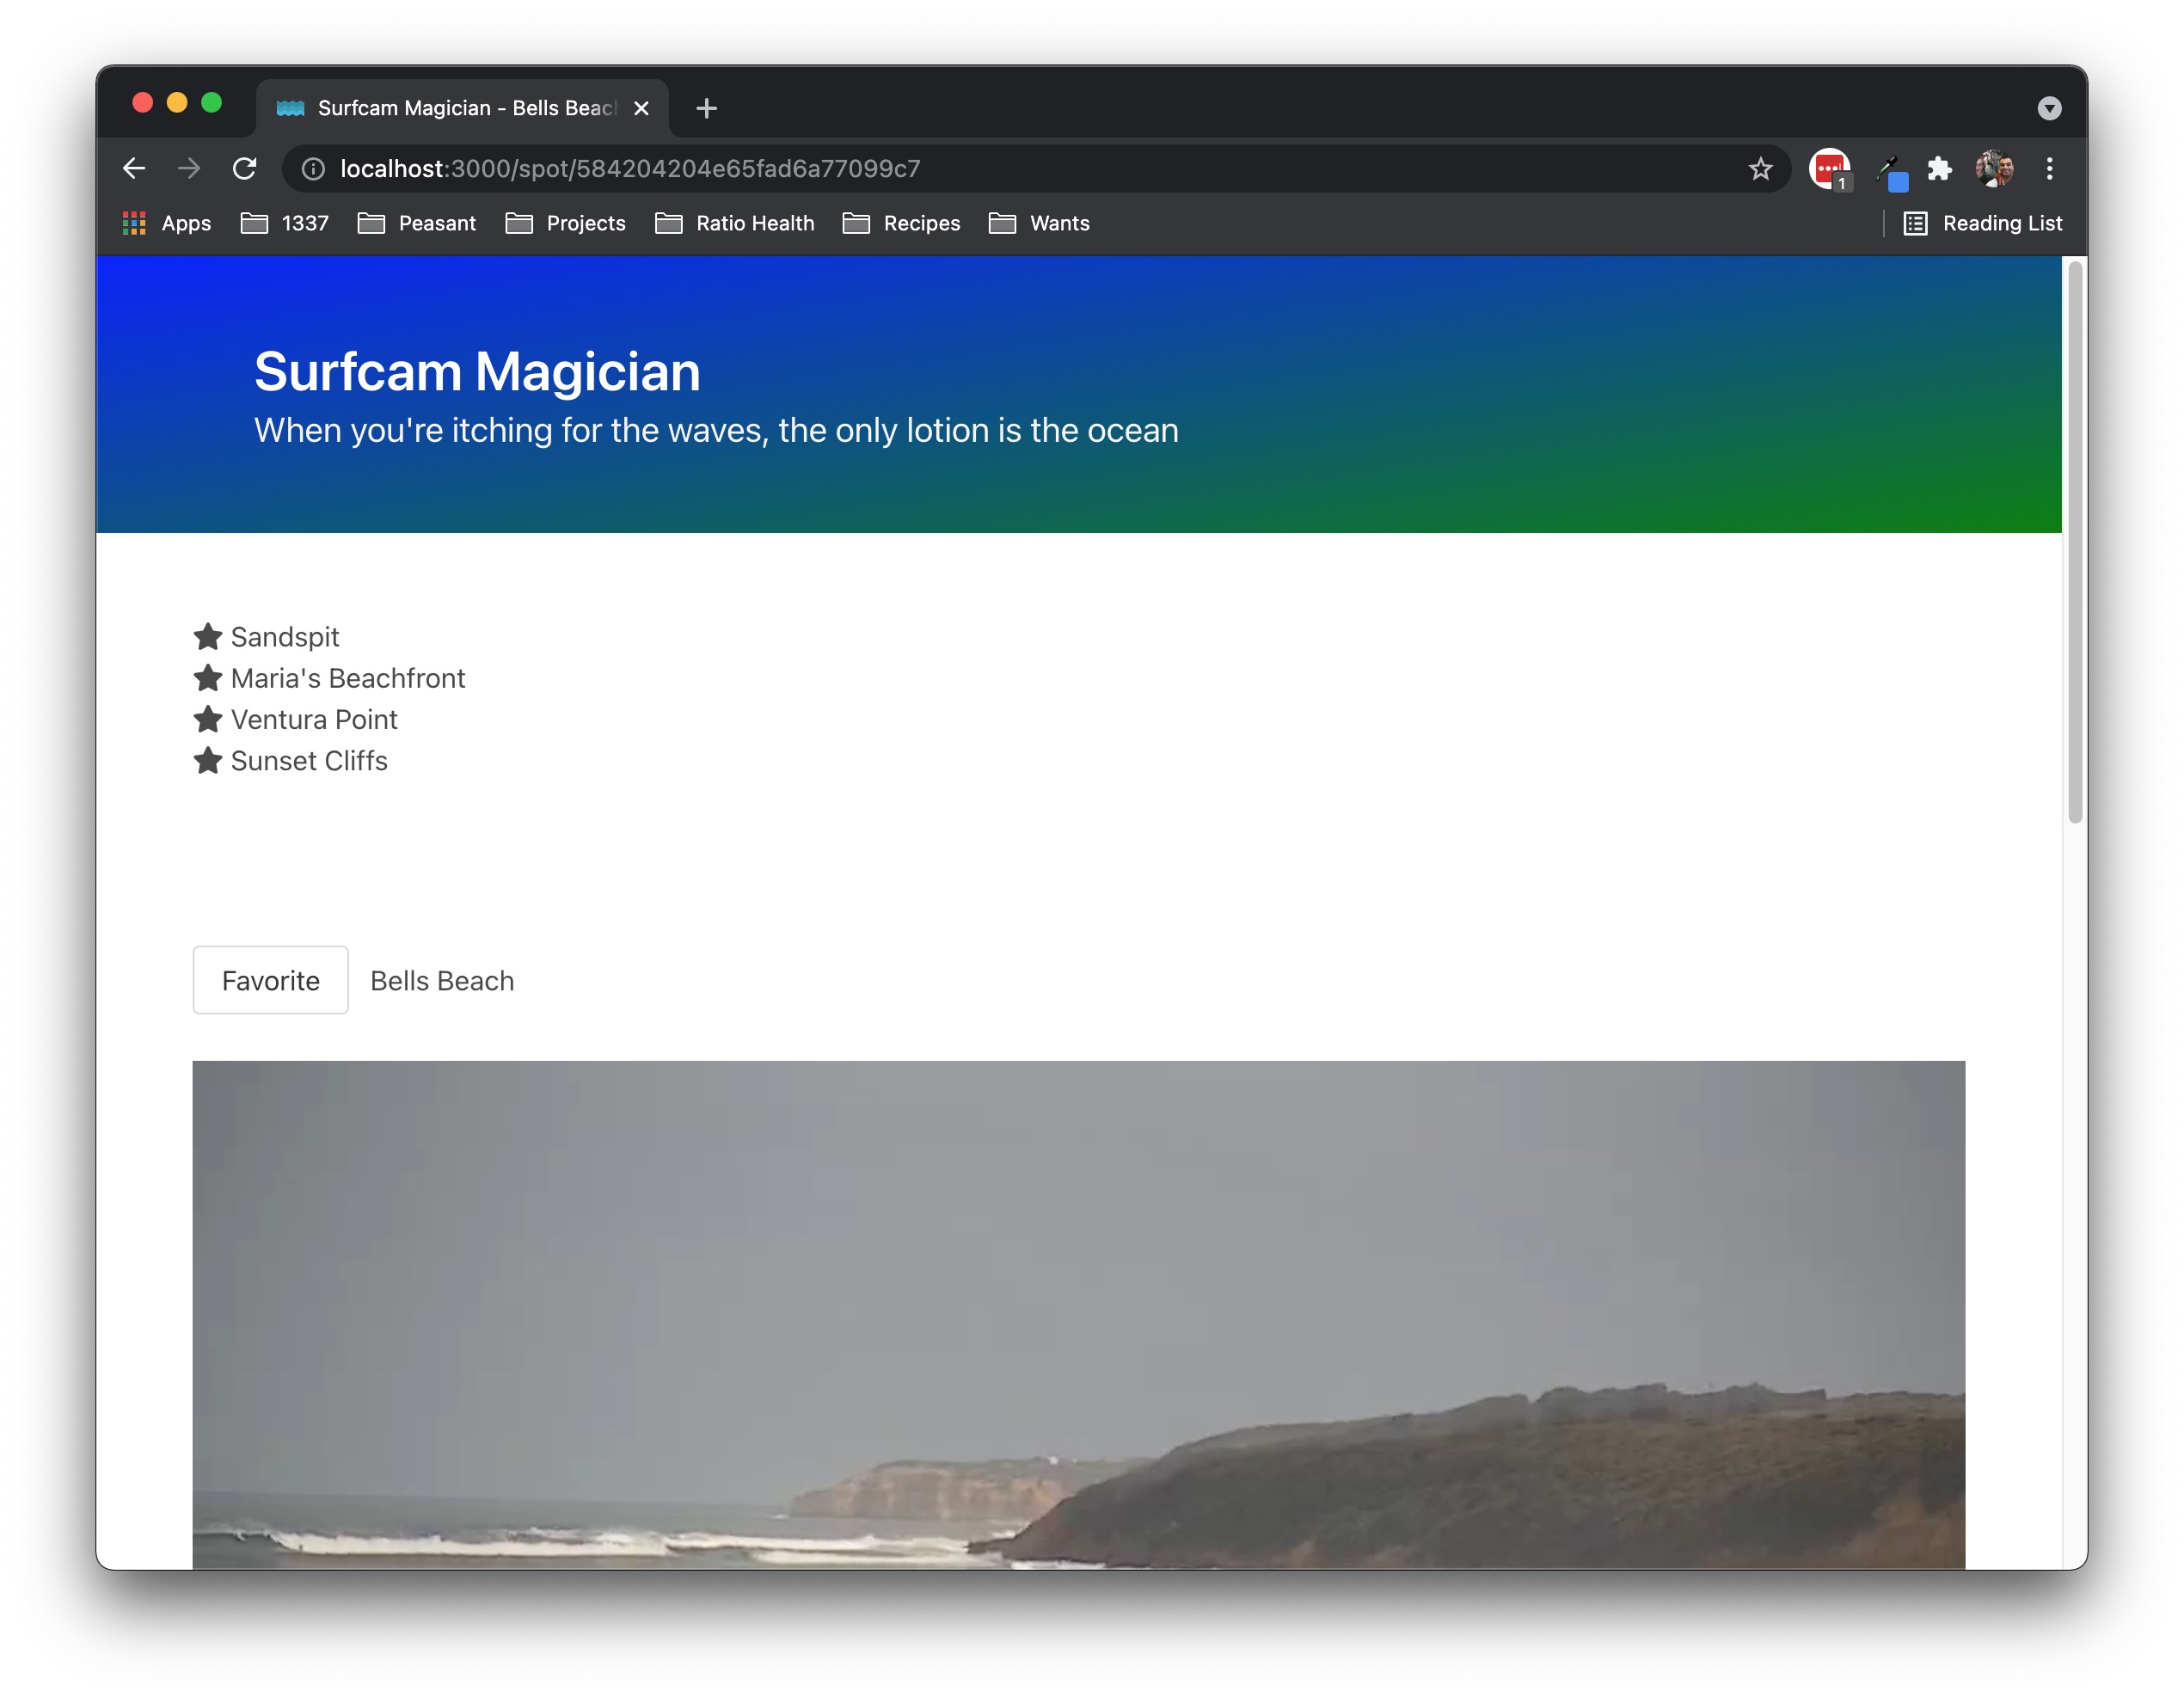 Surfcam Magician - Bells Beach
localhost:3000/spot/584204204e65fad6a77099c7
1
Apps 1337 Peasant Projects Ratio Health Recipes Wants Reading List
Surfcam Magician
When you're itching for the waves, the only lotion is the ocean
Sandspit
Maria's Beachfront
Ventura Point
Sunset Cliffs
Favorite Bells Beach